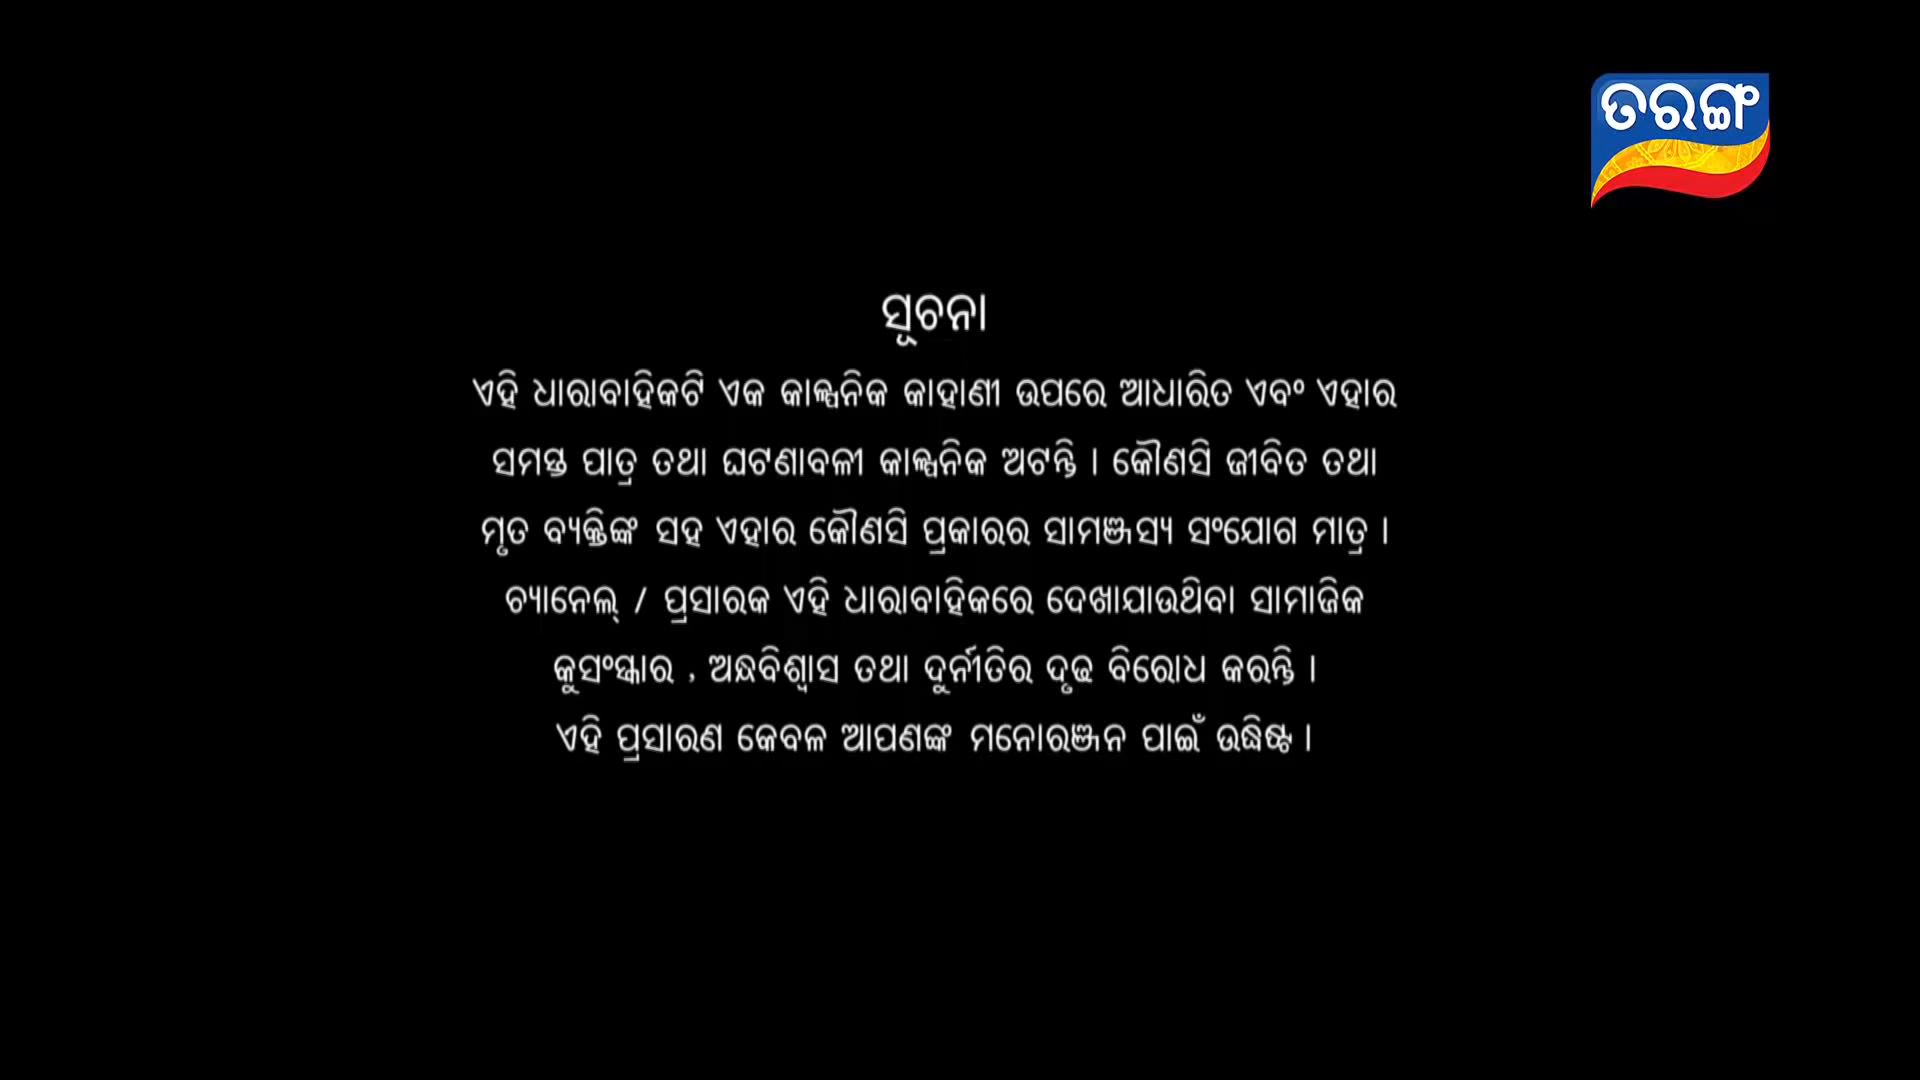 ତରଙ୍ଗ
ସୂଚନା
ଏହି ଧାରାବାହିକଟି ଏକ କାଳ୍ପନିକ କାହାଣୀ ଉପରେ ଆଧାରିତ ଏବଂ ଏହାର
ସମସ୍ତ ପାତ୍ର ତଥା ଘଟଣାବଳୀ କାଳ୍ପନିକ ଅଟନ୍ତି । କୌଣସି ଜୀବିତ ତଥା
ମୃତ ବ୍ୟକ୍ତିଙ୍କ ସହ ଏହାର କୌଣସି ପ୍ରକାରର ସାମଞ୍ଜସ୍ୟ ସଂଯୋଗ ମାତ୍ର ।
ଚ୍ୟାନେଲ୍ / ପ୍ରସାରକ ଏହି ଧାରାବାହିକରେ ଦେଖାଯାଉଥିବା ସାମାଜିକ
କୁସଂସ୍କାର , ଅନ୍ଧବିଶ୍ୱାସ ତଥା ଦୁର୍ନୀତିର ଦୃଢ ବିରୋଧ କରନ୍ତି ।
ଏହି ପ୍ରସାରଣ କେବଳ ଆପଣଙ୍କ ମନୋରଞ୍ଜନ ପାଇଁ ଉଦ୍ଧିଷ୍ଟ ।